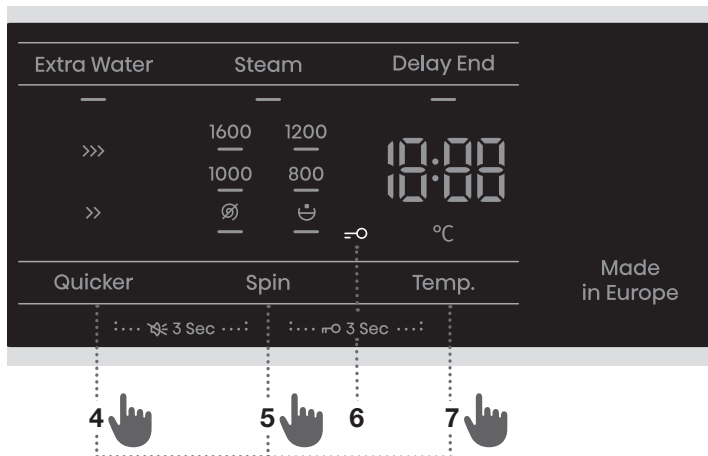 Extra Water Steam Delay End
1600 1200
18:88
1000 800
°C
Made
in Europe
Quicker Spin Temp.
3 Sec 3 Sec
4 5 6 7